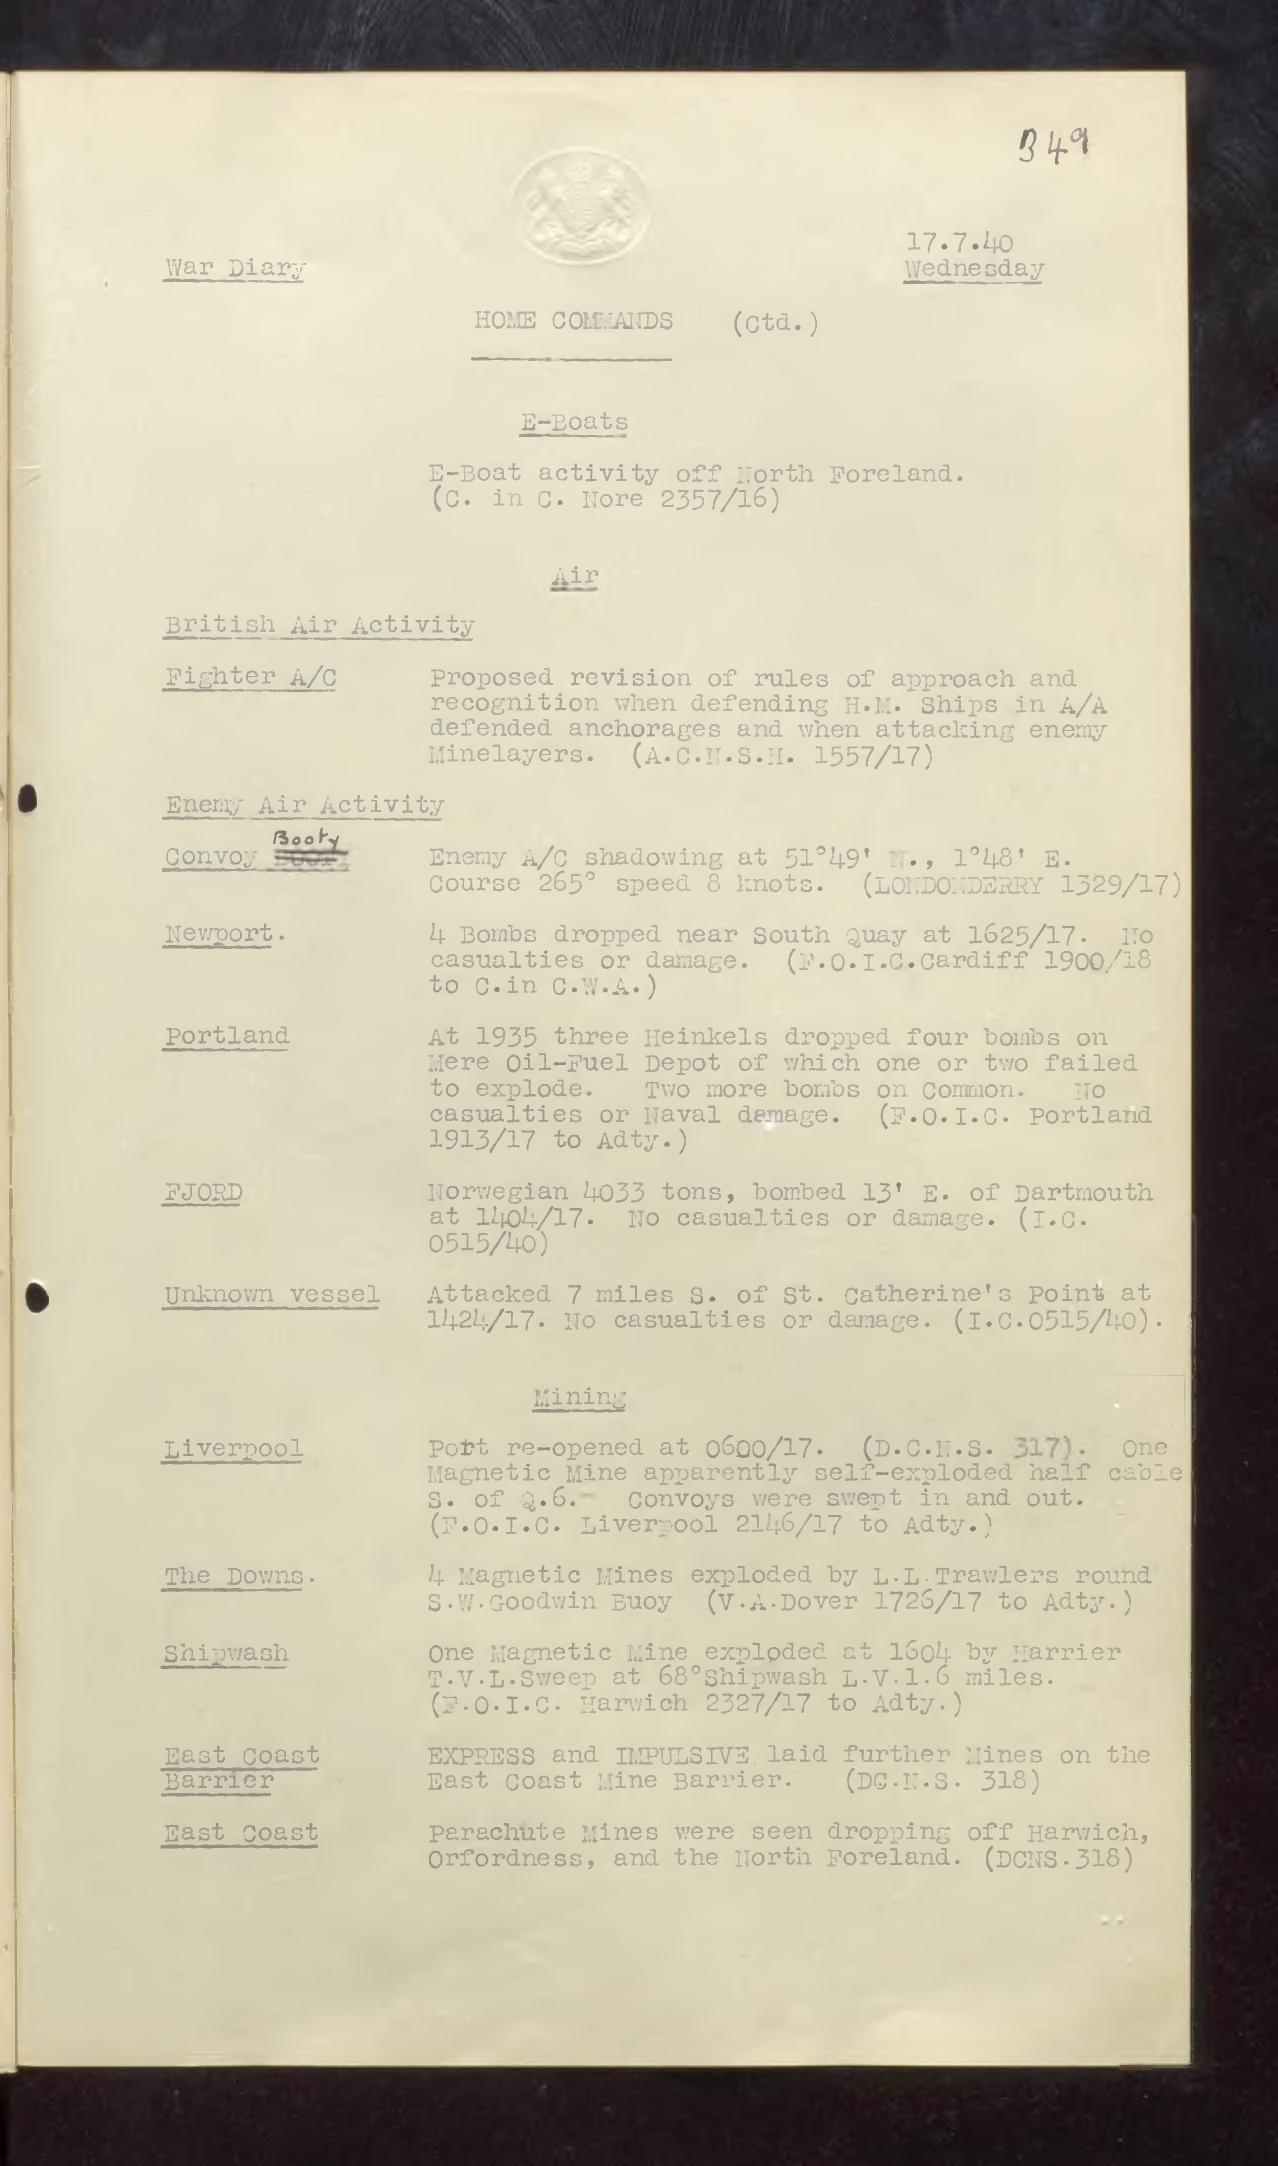 349
17.7.40
War Diary Wednesday
HOME COMMANDS (Ctd.)
E-Boats
E-Boat activity off North Foreland.
(C. in C. Nore 2357/16)
Air
British Air Activity
Fighter A/C Proposed revision of rules of approach and
recognition when defending H.M. Ships in A/A
defended anchorages and when attacking enemy
Minelayers. (A.C.N.S.H. 1557/17)
Enemy Air Activity
Booty
Convoy Enemy A/C shadowing at 51°49' N., 1°48' E.
Course 265° speed 8 knots. (LONDONDERRY 1329/17)
Newport. 4 Bombs dropped near South Quay at 1625/17. No
casualties or damage. (F.O.I.C.Cardiff 1900/18
to C.in C.W.A.)
Portland At 1935 three Heinkels dropped four bombs on
Mere Oil-Fuel Depot of which one or two failed
to explode. Two more bombs on Common. No
casualties or Naval damage. (F.O.I.C. Portland
1913/17 to Adty.)
FJORD Norwegian 4033 tons, bombed 13' E. of Dartmouth
at 1404/17. No casualties or damage. (I.C.
0515/40)
Unknown vessel Attacked 7 miles S. of St. Catherine's Point at
1424/17. No casualties or damage. (I.C.0515/40).
Mining
Liverpool Port re-opened at 0600/17. (D.C.N.S. 317). One
Magnetic Mine apparently self-exploded half cable
S. of Q.6.- Convoys were swept in and out.
(F.O.I.C. Liverpool 2146/17 to Adty.)
The Downs. 4 Magnetic Mines exploded by L.L.Trawlers round
S.W.Goodwin Buoy (V.A.Dover 1726/17 to Adty.)
Shipwash One Magnetic Mine exploded at 1604 by Harrier
T.V.L.Sweep at 68°Shipwash L.V.1.6 miles.
(F.O.I.C. Harwich 2327/17 to Adty.)
East Coast EXPRESS and IMPULSIVE laid further Mines on the
Barrier East Coast Mine Barrier. (DC.N.S. 318)
East Coast Parachute Mines were seen dropping off Harwich,
Orfordness, and the North Foreland. (DCNS.318)